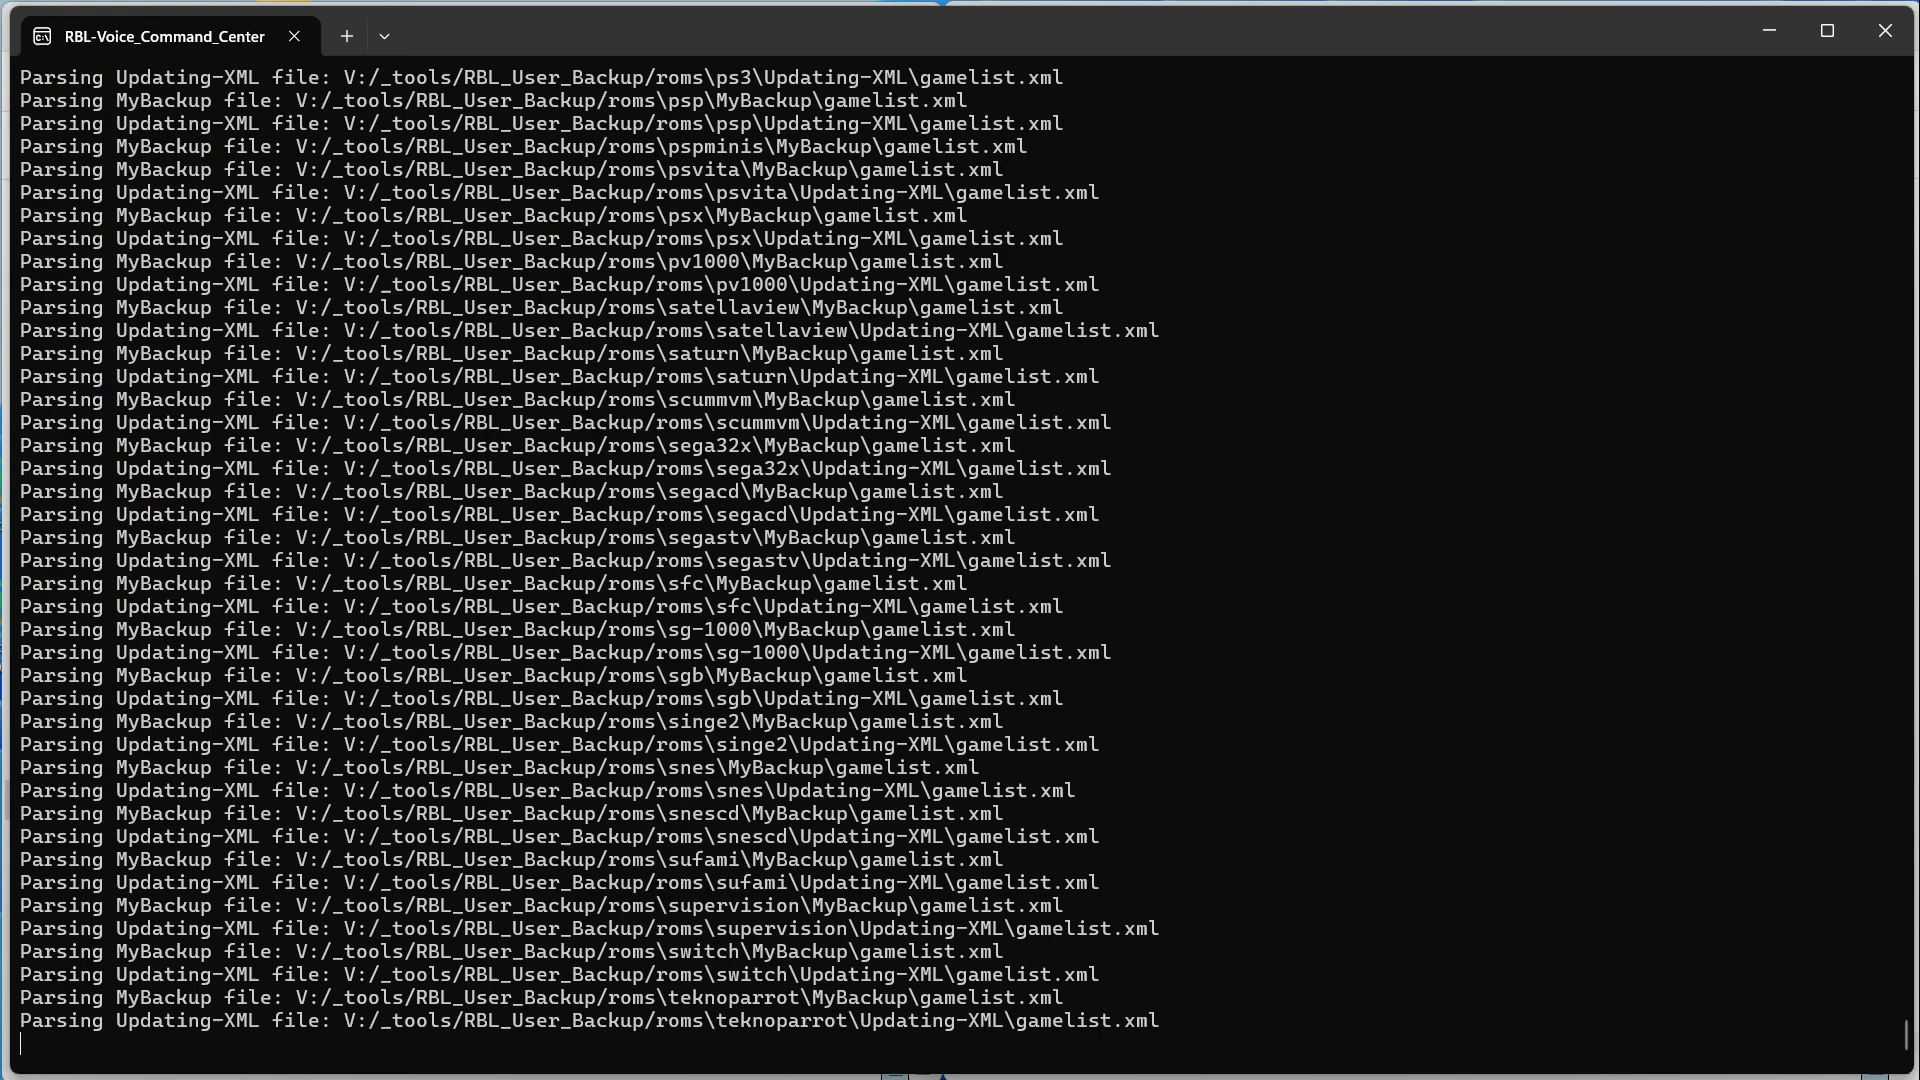 RBL-Voice_Command_Center
Parsing Updating-XML file: V:/_tools/RBL_User_Backup/roms\ps3\Updating-XML\gamelist.xml
Parsing MyBackup file: V:/_tools/RBL_User_Backup/roms\psp\MyBackup\gamelist.xml
Parsing Updating-XML file: V:/_tools/RBL_User_Backup/roms\psp\Updating-XML\gamelist.xml
Parsing MyBackup file: V:/_tools/RBL_User_Backup/roms\pspminis\MyBackup\gamelist.xml
Parsing MyBackup file: V:/_tools/RBL_User_Backup/roms\psvita\MyBackup\gamelist.xml
Parsing Updating-XML file: V:/_tools/RBL_User_Backup/roms\psvita\Updating-XML\gamelist.xml
Parsing MyBackup file: V:/_tools/RBL_User_Backup/roms\psx\MyBackup\gamelist.xml
Parsing Updating-XML file: V:/_tools/RBL_User_Backup/roms\psx\Updating-XML\gamelist.xml
Parsing MyBackup file: V:/_tools/RBL_User_Backup/roms\pv1000\MyBackup\gamelist.xml
Parsing Updating-XML file: V:/_tools/RBL_User_Backup/roms\pv1000\Updating-XML\gamelist.xml
Parsing MyBackup file: V:/_tools/RBL_User_Backup/roms\satellaview\MyBackup\gamelist.xml
Parsing Updating-XML file: V:/_tools/RBL_User_Backup/roms\satellaview\Updating-XML\gamelist.xml
Parsing MyBackup file: V:/_tools/RBL_User_Backup/roms\saturn\MyBackup\gamelist.xml
Parsing Updating-XML file: V:/_tools/RBL_User_Backup/roms\saturn\Updating-XML\gamelist.xml
Parsing MyBackup file: V:/_tools/RBL_User_Backup/roms\scummvm\MyBackup\gamelist.xml
Parsing Updating-XML file: V:/_tools/RBL_User_Backup/roms\scummvm\Updating-XML\gamelist.xml
Parsing MyBackup file: V:/_tools/RBL_User_Backup/roms\sega32x\MyBackup\gamelist.xml
Parsing Updating-XML file: V:/_tools/RBL_User_Backup/roms\sega32x\Updating-XML\gamelist.xml
Parsing MyBackup file: V:/_tools/RBL_User_Backup/roms\segacd\MyBackup\gamelist.xml
Parsing Updating-XML file: V:/_tools/RBL_User_Backup/roms\segacd\Updating-XML\gamelist.xml
Parsing MyBackup file: V:/_tools/RBL_User_Backup/roms\segastv\MyBackup\gamelist.xml
Parsing Updating-XML file: V:/_tools/RBL_User_Backup/roms\segastv\Updating-XML\gamelist.xml
Parsing MyBackup file: V:/_tools/RBL_User_Backup/roms\sfc\MyBackup\gamelist.xml
Parsing Updating-XML file: V:/_tools/RBL_User_Backup/roms\sfc\Updating-XML\gamelist.xml
Parsing MyBackup file: V:/_tools/RBL_User_Backup/roms\sg-1000\MyBackup\gamelist.xml
Parsing Updating-XML file: V:/_tools/RBL_User_Backup/roms\sg-1000\Updating-XML\gamelist.xml
Parsing MyBackup file: V:/_tools/RBL_User_Backup/roms\sgb\MyBackup\gamelist.xml
Parsing Updating-XML file: V:/_tools/RBL_User_Backup/roms\sgb\Updating-XML\gamelist.xml
Parsing MyBackup file: V:/_tools/RBL_User_Backup/roms\singe2\MyBackup\gamelist.xml
Parsing Updating-XML file: V:/_tools/RBL_User_Backup/roms\singe2\Updating-XML\gamelist.xml
Parsing MyBackup file: V:/_tools/RBL_User_Backup/roms\snes\MyBackup\gamelist.xml
Parsing Updating-XML file: V:/_tools/RBL_User_Backup/roms\snes\Updating-XML\gamelist.xml
Parsing MyBackup file: V:/_tools/RBL_User_Backup/roms\snescd\MyBackup\gamelist.xml
Parsing Updating-XML file: V:/_tools/RBL_User_Backup/roms\snescd\Updating-XML\gamelist.xml
Parsing MyBackup file: V:/_tools/RBL_User_Backup/roms\sufami\MyBackup\gamelist.xml
Parsing Updating-XML file: V:/_tools/RBL_User_Backup/roms\sufami\Updating-XML\gamelist.xml
Parsing MyBackup file: V:/_tools/RBL_User_Backup/roms\supervision\MyBackup\gamelist.xml
Parsing Updating-XML file: V:/_tools/RBL_User_Backup/roms\supervision\Updating-XML\gamelist.xml
Parsing MyBackup file: V:/_tools/RBL_User_Backup/roms\switch\MyBackup\gamelist.xml
Parsing Updating-XML file: V:/_tools/RBL_User_Backup/roms\switch\Updating-XML\gamelist.xml
Parsing MyBackup file: V:/_tools/RBL_User_Backup/roms\teknoparrot\MyBackup\gamelist.xml
Parsing Updating-XML file: V:/_tools/RBL_User_Backup/roms\teknoparrot\Updating-XML\gamelist.xml